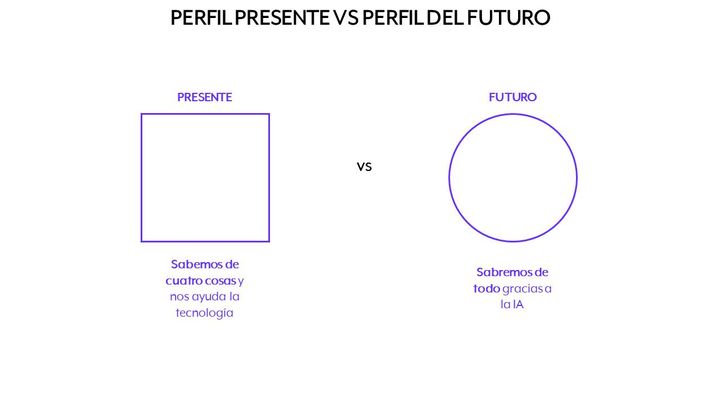 PERFIL PRESENTE VS PERFIL DEL FUTURO
PRESENTE
FUTURO
VS
Sabemos de
cuatro cosas y
nos ayuda la
tecnología
Sabremos de
todo gracias a
la IA